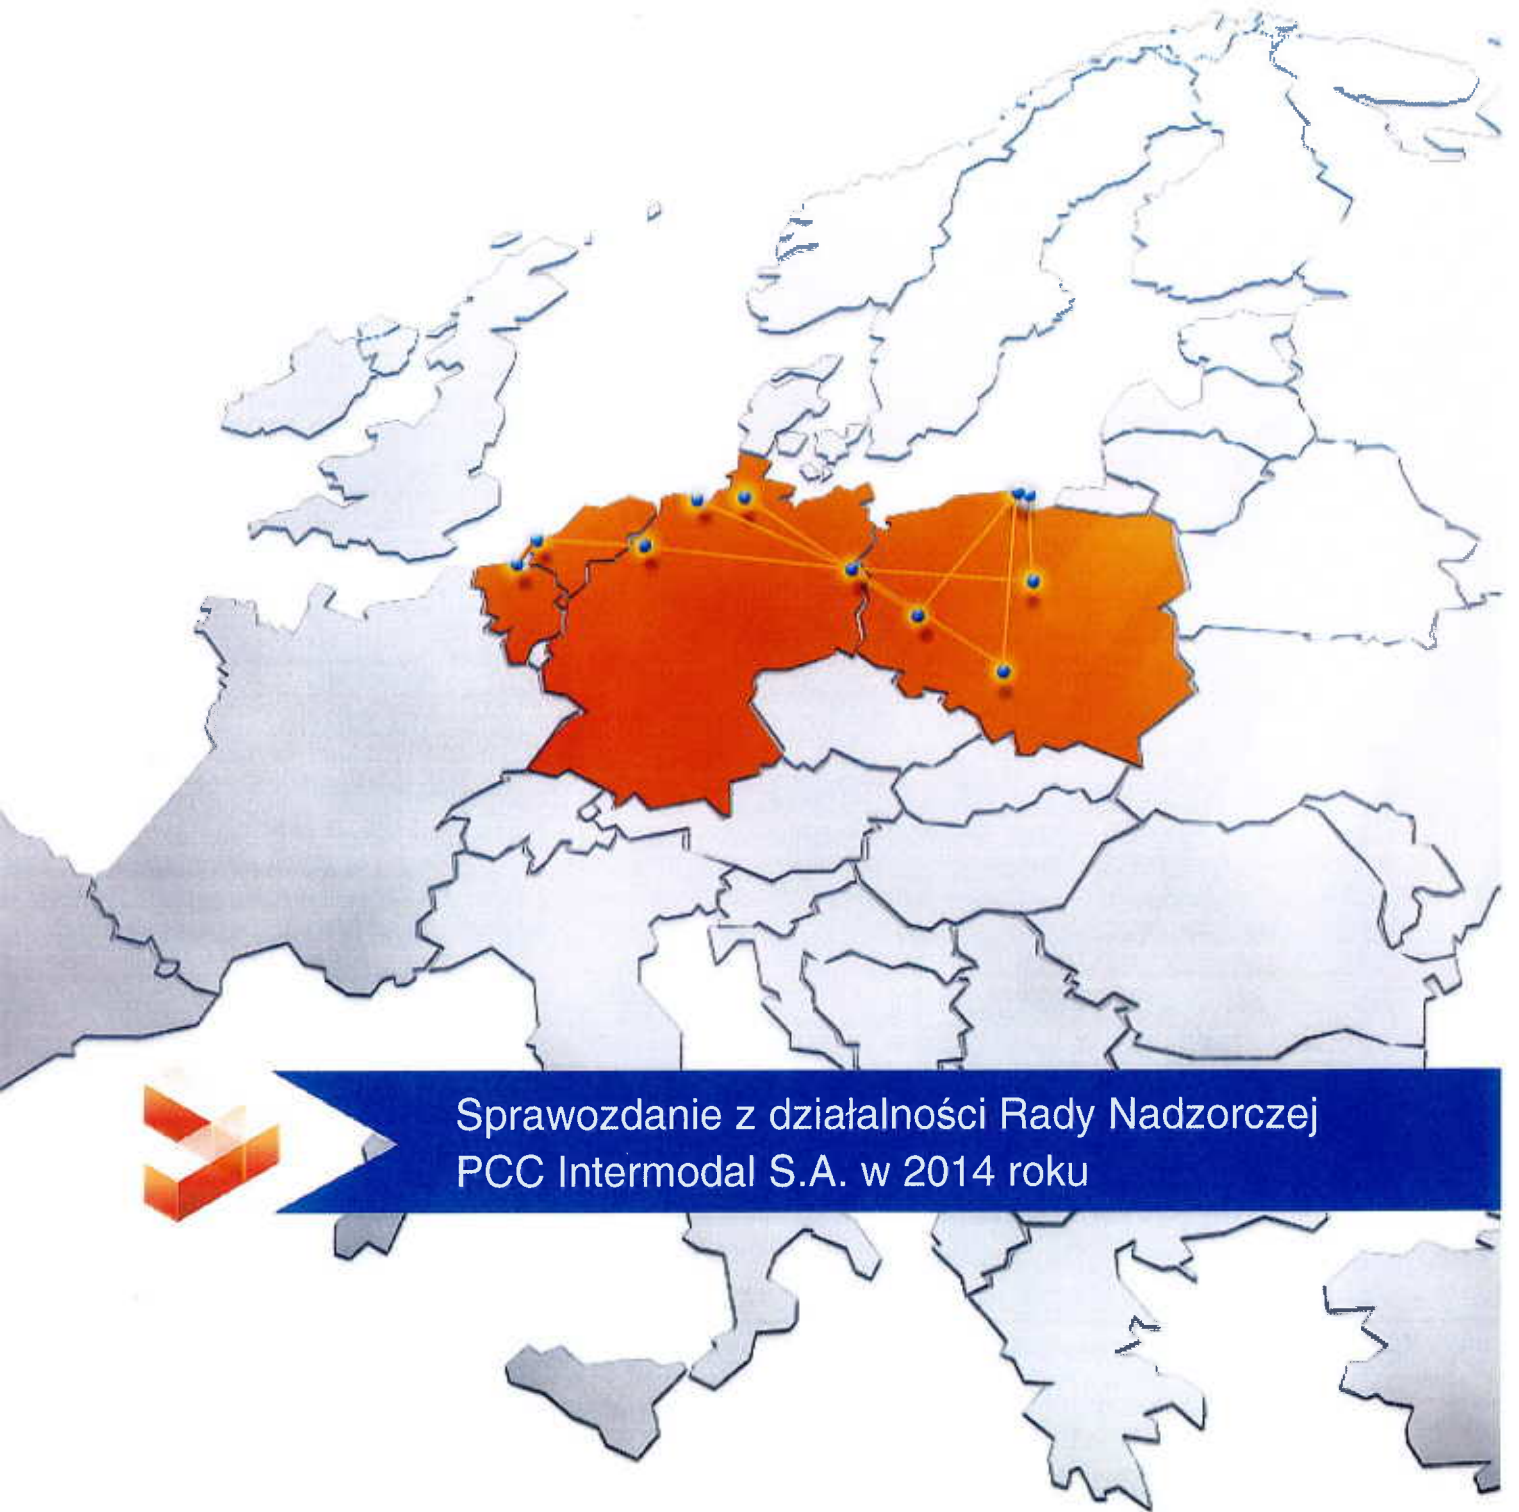 Sprawozdanie z działalności Rady Nadzorczej
PCC Intermodal S.A. w 2014 roku